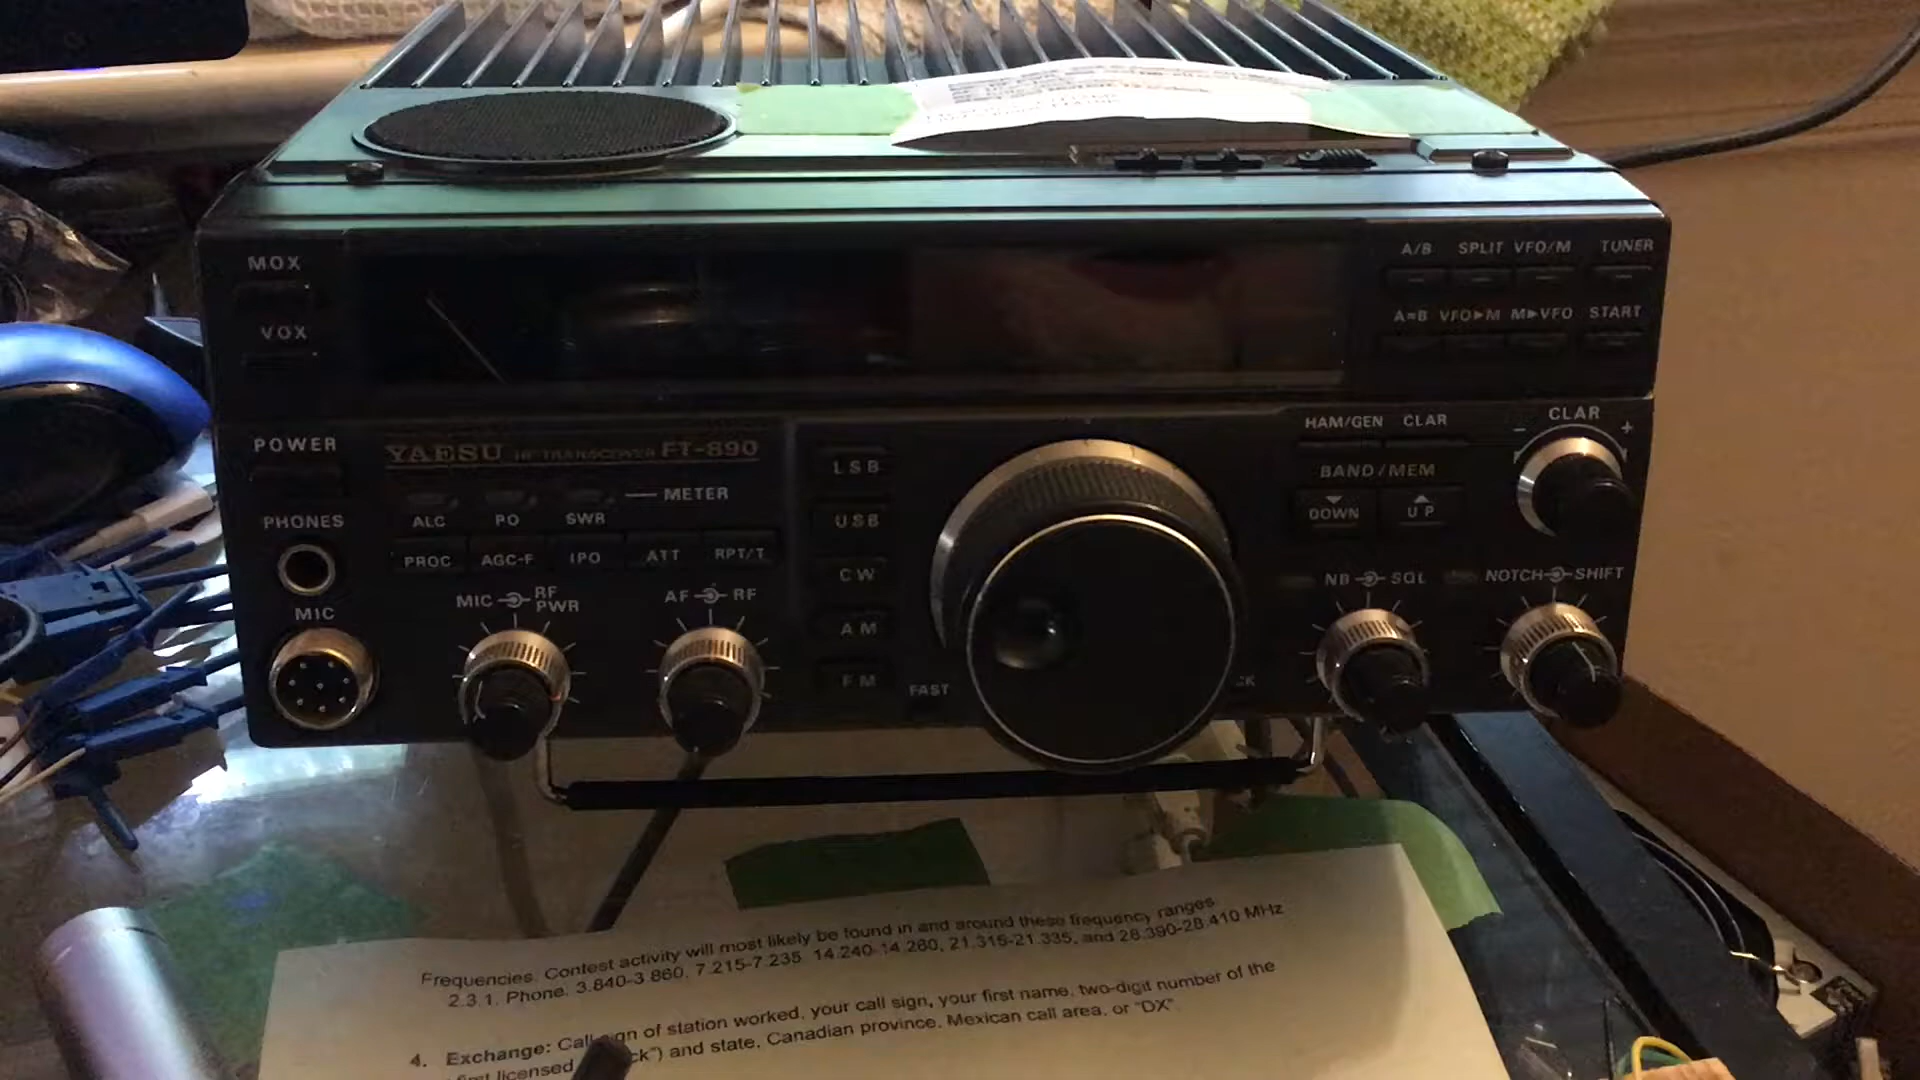 MOX
VOX
A/B SPLIT VFO/M TUNER
A=B VFO▶M M▶VFO START
POWER
YAESU HF TRANSCEIVER FT-890
METER
ALC PO SWR
PROC AGC-F IPO ATT RPT/T
PHONES
MIC
MIC RF PWR
AF RF
LSB
USB
CW
AM
FM
FAST
CK
HAM/GEN CLAR
BAND/MEM
DOWN UP
CLAR
- +
NB SQL
NOTCH SHIFT
Frequencies. Contest activity will most likely be found in and around these frequency ranges
2.3.1. Phone. 3.840-3.860, 7.215-7.235 14.240-14.260, 21.315-21.335, and 28.390-28.410 MHz
4. Exchange: Call sign of station worked, your call sign, your first name, two-digit number of the
first licensed ck") and state, Canadian province, Mexican call area, or "DX".